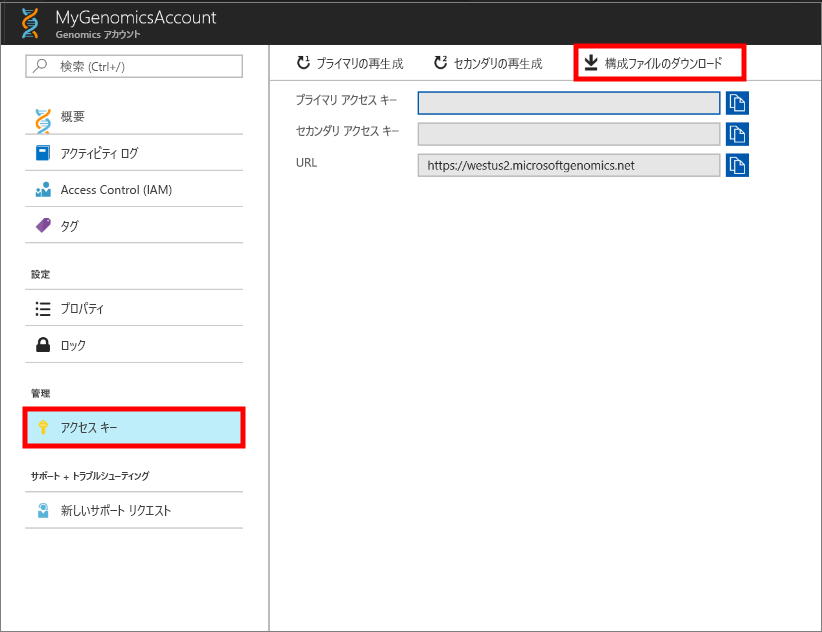 MyGenomicsAccount
Genomics アカウント
検索 (Ctrl+/)
概要
アクティビティ ログ
Access Control (IAM)
タグ
設定
プロパティ
ロック
管理
アクセス キー
サポート + トラブルシューティング
新しいサポート リクエスト
プライマリの再生成
セカンダリの再生成
構成ファイルのダウンロード
プライマリ アクセス キー
セカンダリ アクセス キー
URL
https://westus2.microsoftgenomics.net